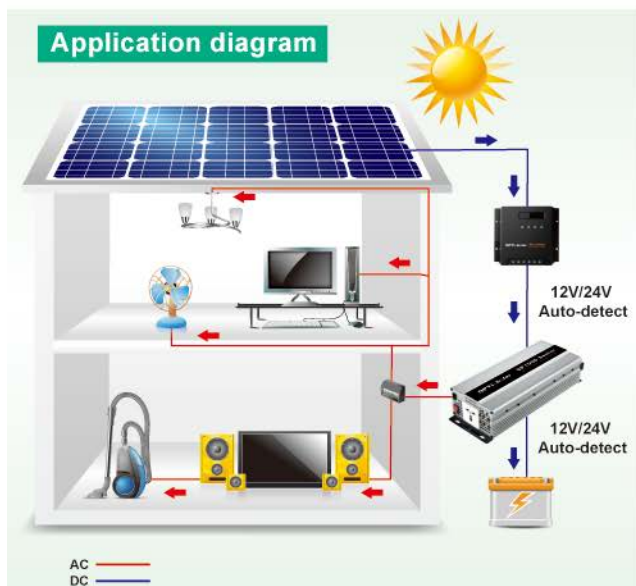 Application diagram
12V/24V
Auto-detect
12V/24V
Auto-detect
AC
DC